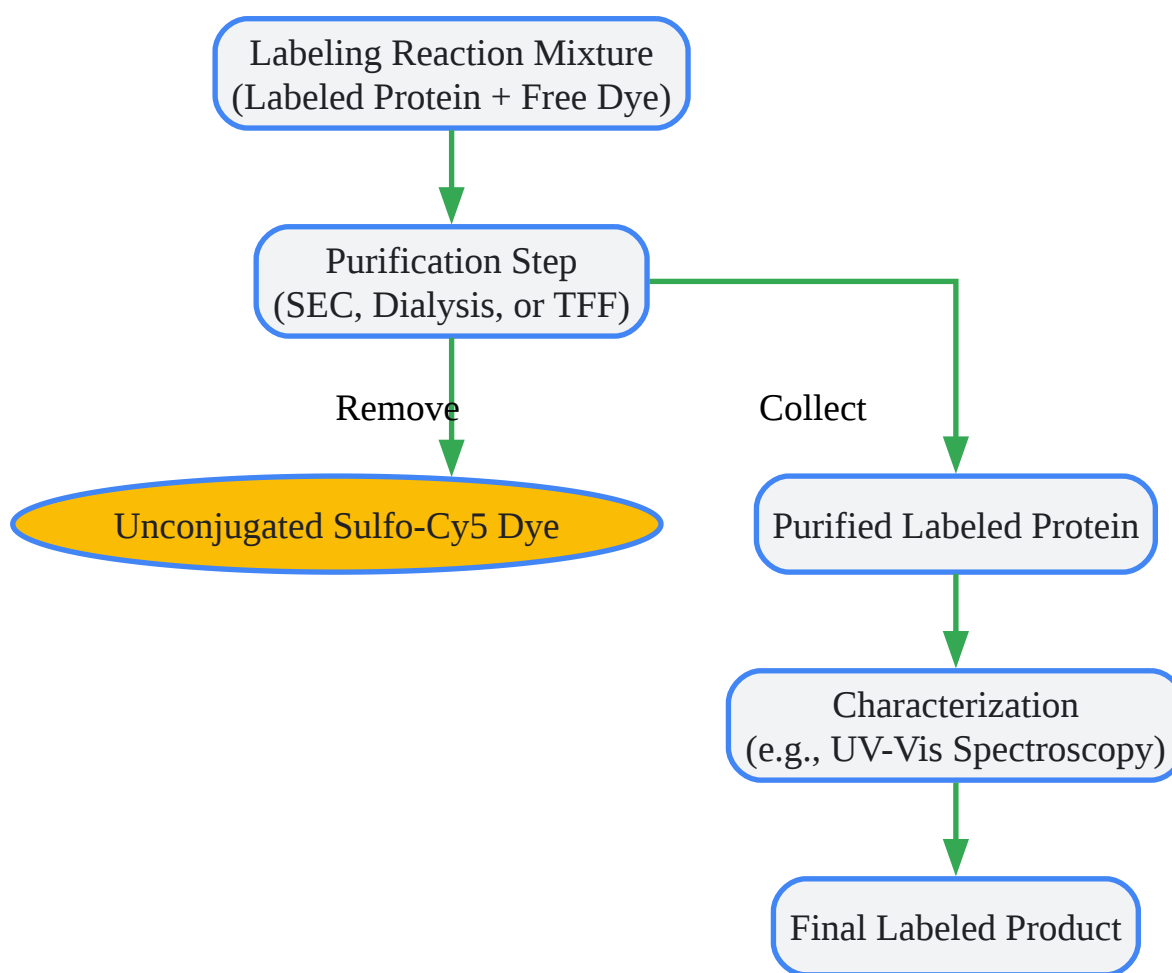 Labeling Reaction Mixture
(Labeled Protein + Free Dye)
Purification Step
(SEC, Dialysis, or TFF)
Remove
Collect
Unconjugated Sulfo-Cy5 Dye
Purified Labeled Protein
Characterization
(e.g., UV-Vis Spectroscopy)
Final Labeled Product